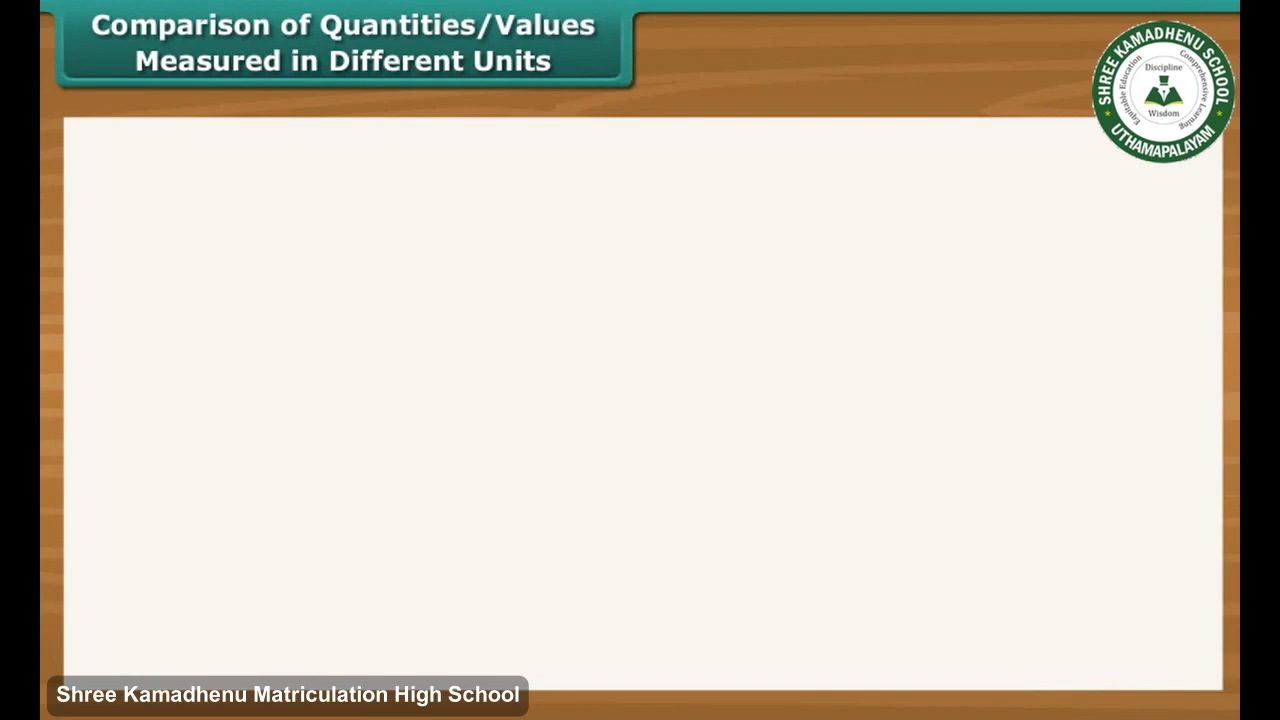 Comparison of Quantities/Values
Measured in Different Units
SHREE KAMADHENU SCHOOL
Equitable Education
Discipline
Comprehensive Learning
Wisdom
UTHAMAPALAYAM
Shree Kamadhenu Matriculation High School